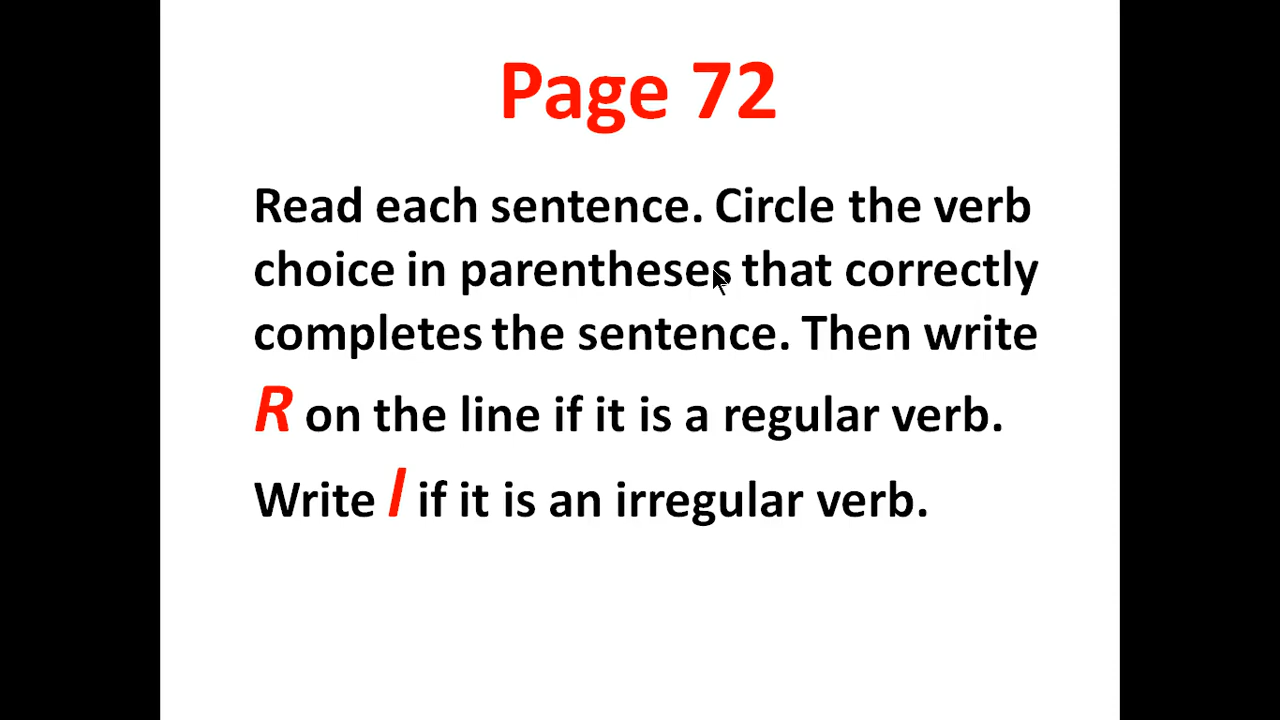 Page 72
Read each sentence. Circle the verb
choice in parentheses that correctly
completes the sentence. Then write
R on the line if it is a regular verb.
Write I if it is an irregular verb.